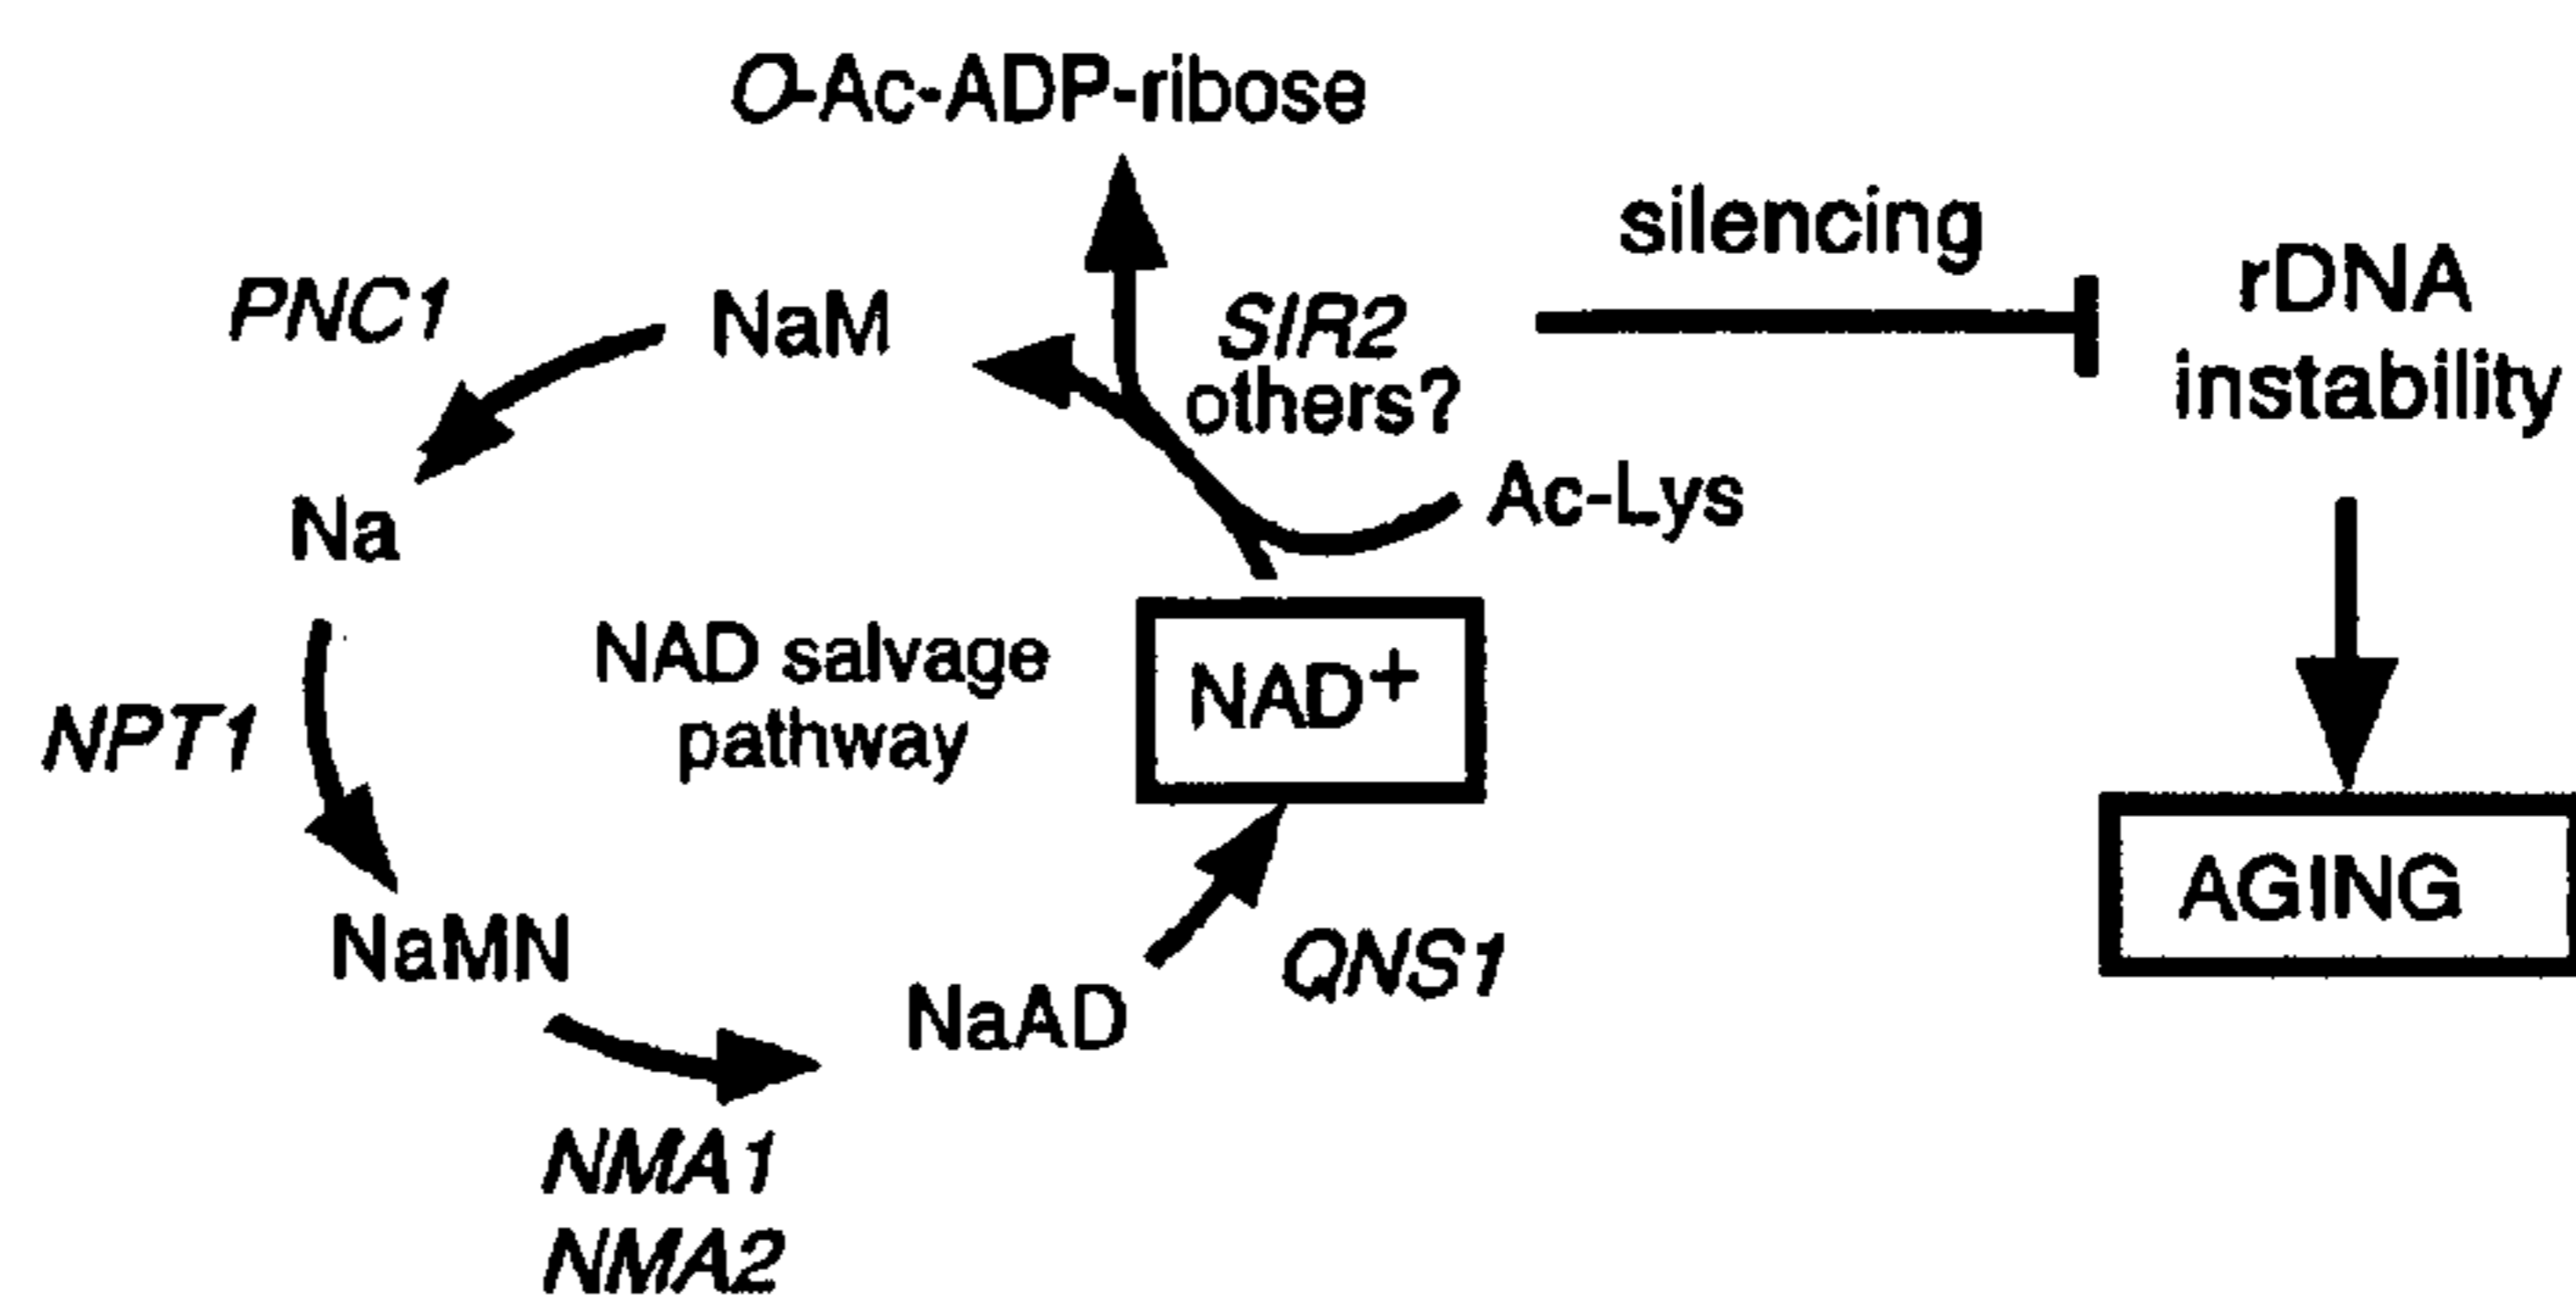 O-Ac-ADP-ribose
silencing
PNC1
NaM
SIR2
others?
rDNA
instability
Ac-Lys
Na
NAD salvage
pathway
NAD+
NPT1
AGING
NaMN
NaAD
QNS1
NMA1
NMA2